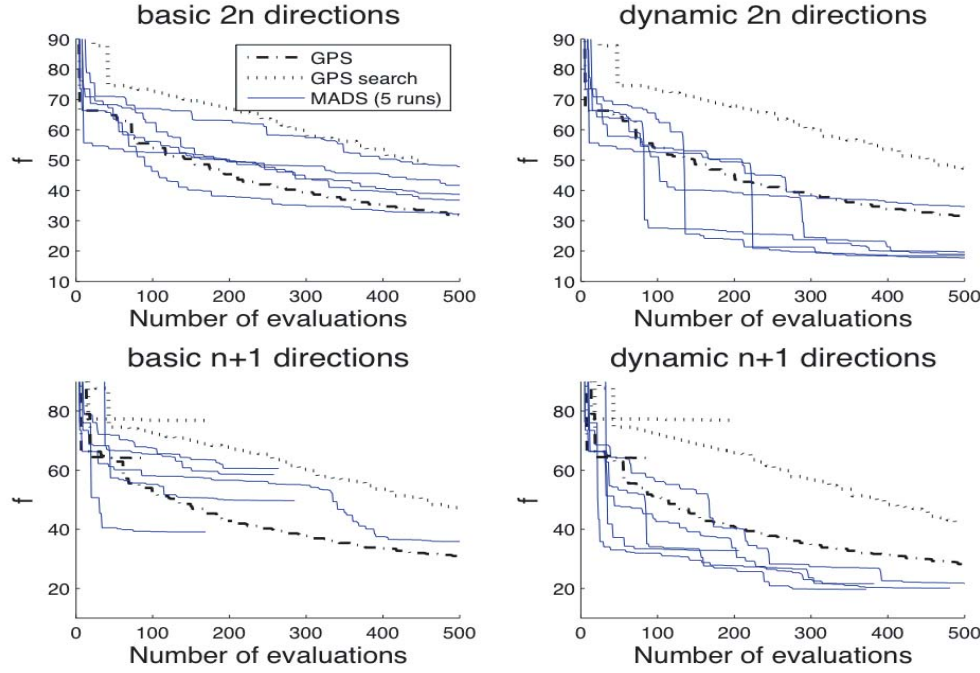 basic 2n directions
90
80
70
60
50
40
30
20
10
f
GPS
GPS search
MADS (5 runs)
0 100 200 300 400 500
Number of evaluations
dynamic 2n directions
90
80
70
60
50
40
30
20
10
f
0 100 200 300 400 500
Number of evaluations
basic n+1 directions
80
60
40
20
f
0 100 200 300 400 500
Number of evaluations
dynamic n+1 directions
80
60
40
20
f
0 100 200 300 400 500
Number of evaluations